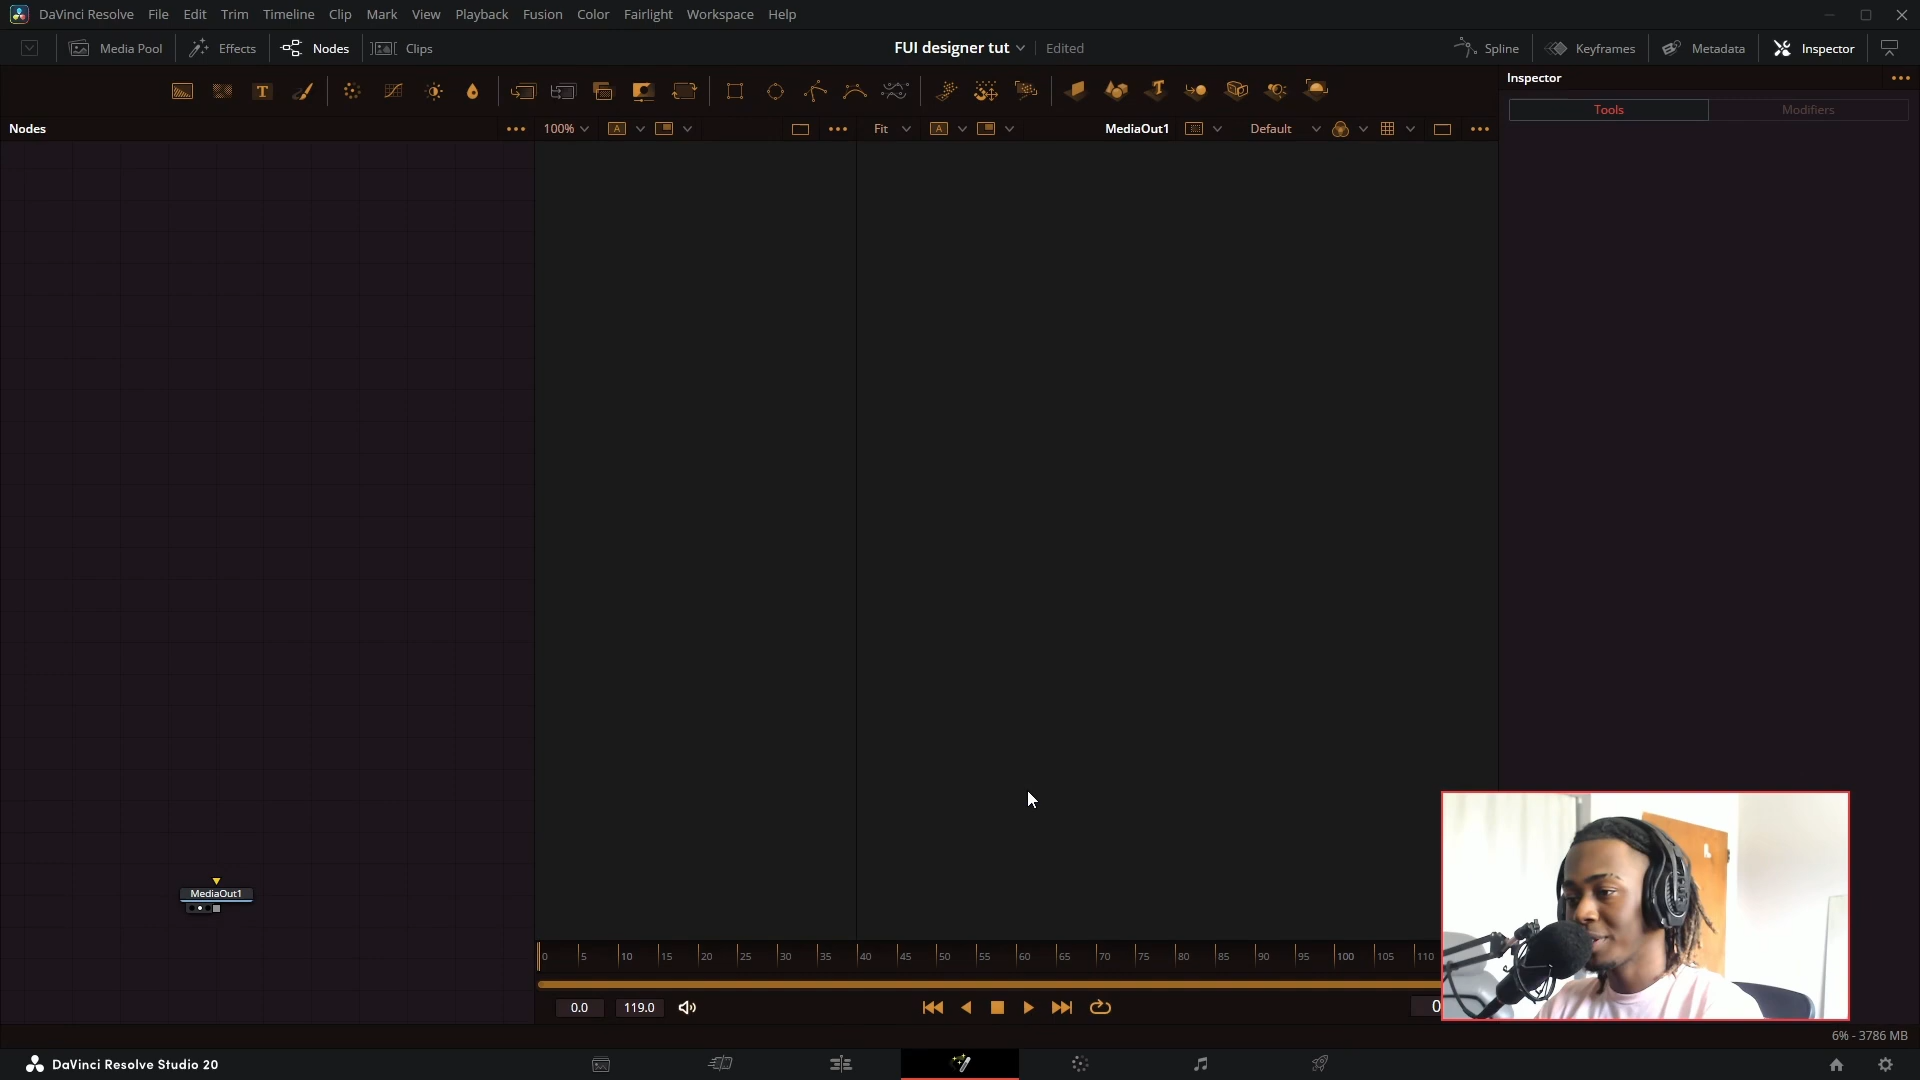 DaVinci Resolve File Edit Trim Timeline Clip Mark View Playback Fusion Color Fairlight Workspace Help
Media Pool Effects Nodes Clips FUI designer tut Edited Spline Keyframes Metadata Inspector
T T Inspector
Tools Modifiers
Nodes 100% A Fit A MediaOut1 Default
MediaOut1
0 5 10 15 20 25 30 35 40 45 50 55 60 65 70 75 80 85 90 95 100 105 110
0.0 119.0 0
6% - 3786 MB
DaVinci Resolve Studio 20